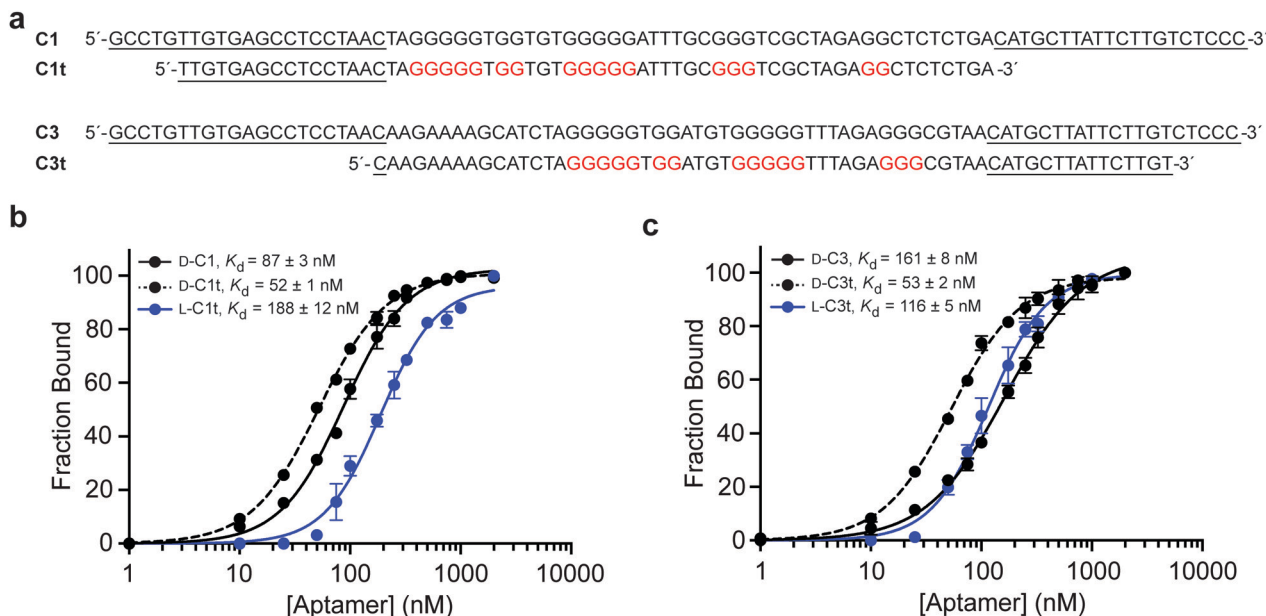 a
C1 5´-GCCTGTTGTGAGCCTCCTAACTAGGGGGTGGTGTGGGGGATTTGCGGGTCGCTAGAGGCTCTCTGACATGCTTATTCTTGTCTCCC-3´
C1t 5´-TTGTGAGCCTCCTAACTAGGGGGTGGTGTGGGGGATTTGCGGGTCGCTAGAGGCTCTCTGA-3´
C3 5´-GCCTGTTGTGAGCCTCCTAACAAGAAAAGCATCTAGGGGGTGGATGTGGGGGTTTAGAGGGCGTAACATGCTTATTCTTGTCTCCC-3´
C3t 5´-CAAGAAAAGCATCTAGGGGGTGGATGTGGGGGTTTAGAGGGCGTAACATGCTTATTCTTGT-3´
b
D-C1, Kd = 87 ± 3 nM
D-C1t, Kd = 52 ± 1 nM
L-C1t, Kd = 188 ± 12 nM
Fraction Bound
100
80
60
40
20
0
1 10 100 1000 10000
[Aptamer] (nM)
c
D-C3, Kd = 161 ± 8 nM
D-C3t, Kd = 53 ± 2 nM
L-C3t, Kd = 116 ± 5 nM
Fraction Bound
100
80
60
40
20
0
1 10 100 1000 10000
[Aptamer] (nM)